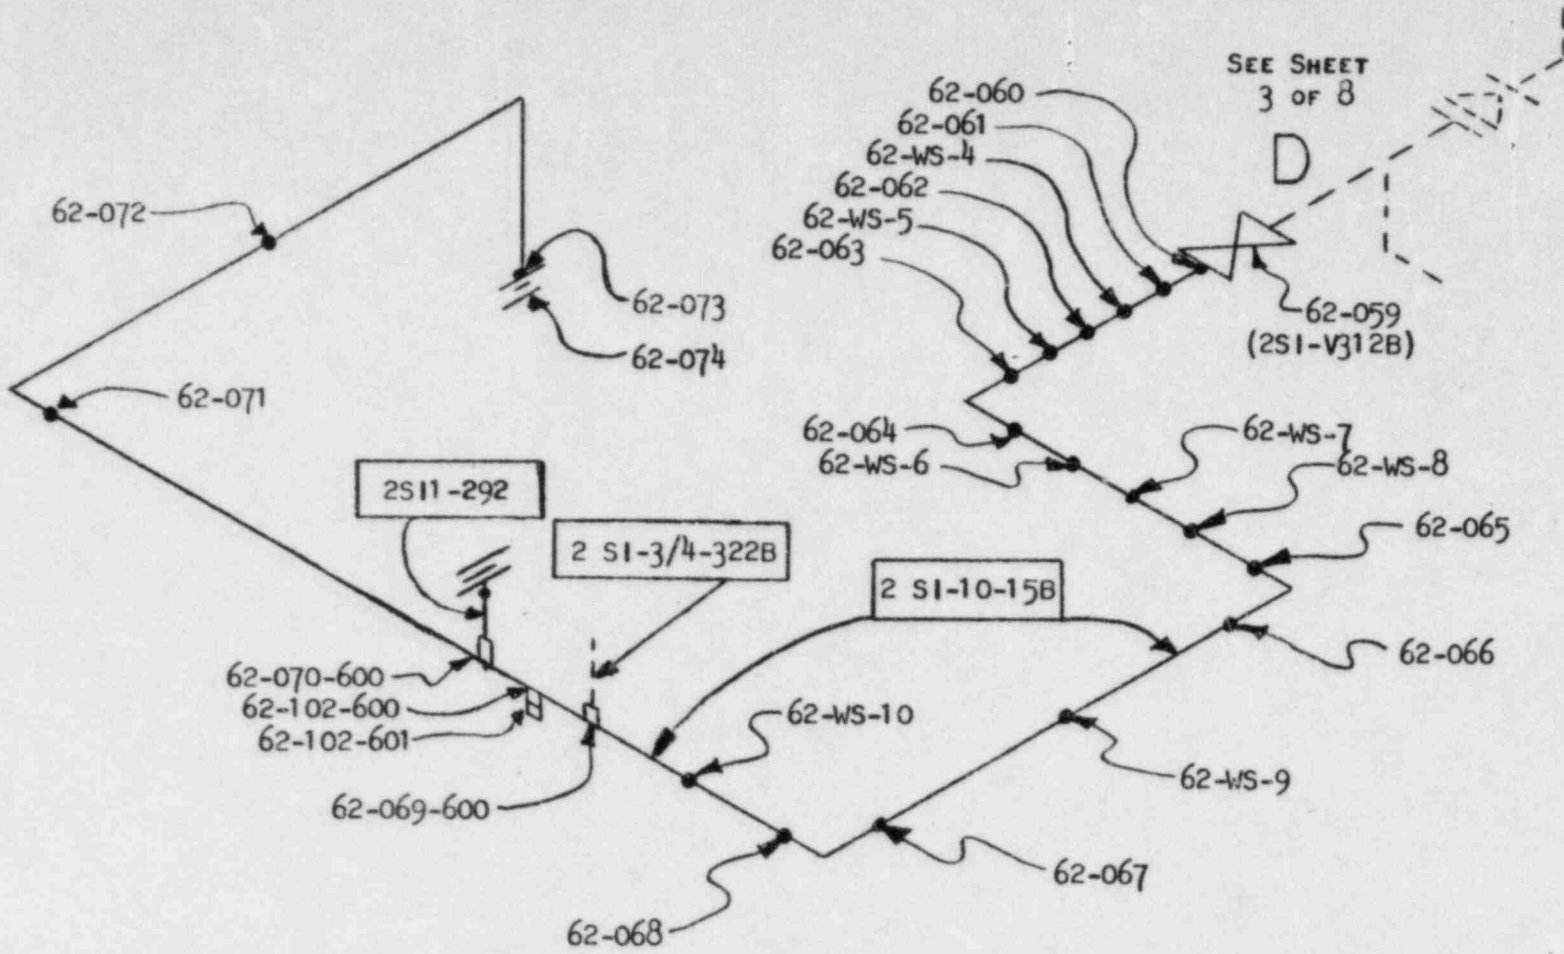 SEE SHEET
3 OF 8
D
62-060
62-061
62-WS-4
62-062
62-WS-5
62-063
62-072
62-073
62-074
62-059
(2SI-V312B)
62-071
62-064
62-WS-6
62-WS-7
62-WS-8
2SI1-292
62-065
2 SI-3/4-322B
2 SI-10-15B
62-066
62-070-600
62-102-600
62-102-601
62-WS-10
62-WS-9
62-069-600
62-067
62-068